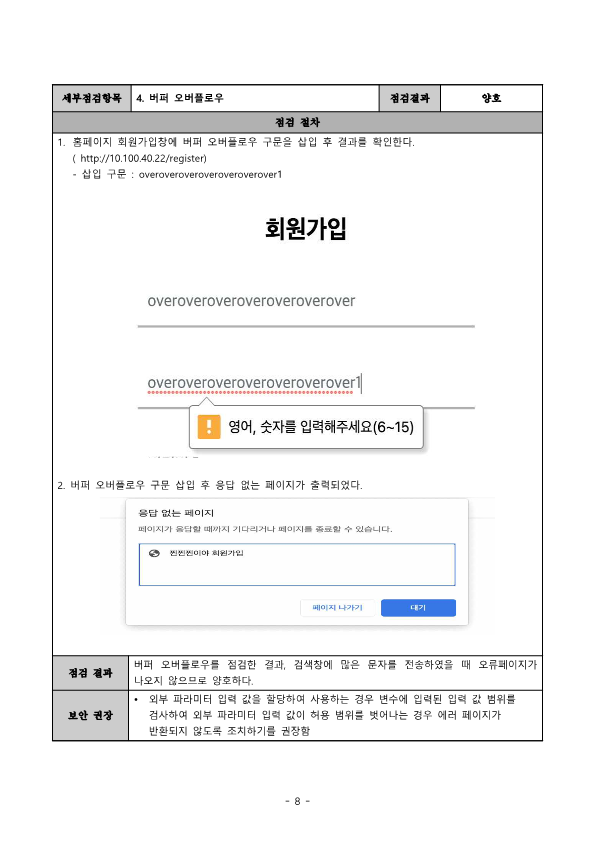 세부점검항목 4. 버퍼 오버플로우 점검결과 양호
점검 절차
1. 홈페이지 회원가입창에 버퍼 오버플로우 구문을 삽입 후 결과를 확인한다.
( http://10.100.40.22/register)
- 삽입 구문 : overoveroveroveroveroverover1
회원가입
overoveroveroveroveroverover
overoveroveroveroveroverover1
영어, 숫자를 입력해주세요(6~15)
2. 버퍼 오버플로우 구문 삽입 후 응답 없는 페이지가 출력되었다.
응답 없는 페이지
페이지가 응답할 때까지 기다리거나 페이지를 종료할 수 있습니다.
찐찐찐이야 회원가입
페이지 나가기 대기
점검 결과
버퍼 오버플로우를 점검한 결과, 검색창에 많은 문자를 전송하였을 때 오류페이지가
나오지 않으므로 양호하다.
보안 권장
• 외부 파라미터 입력 값을 할당하여 사용하는 경우 변수에 입력된 입력 값 범위를
검사하여 외부 파라미터 입력 값이 허용 범위를 벗어나는 경우 에러 페이지가
반환되지 않도록 조치하기를 권장함
- 8 -